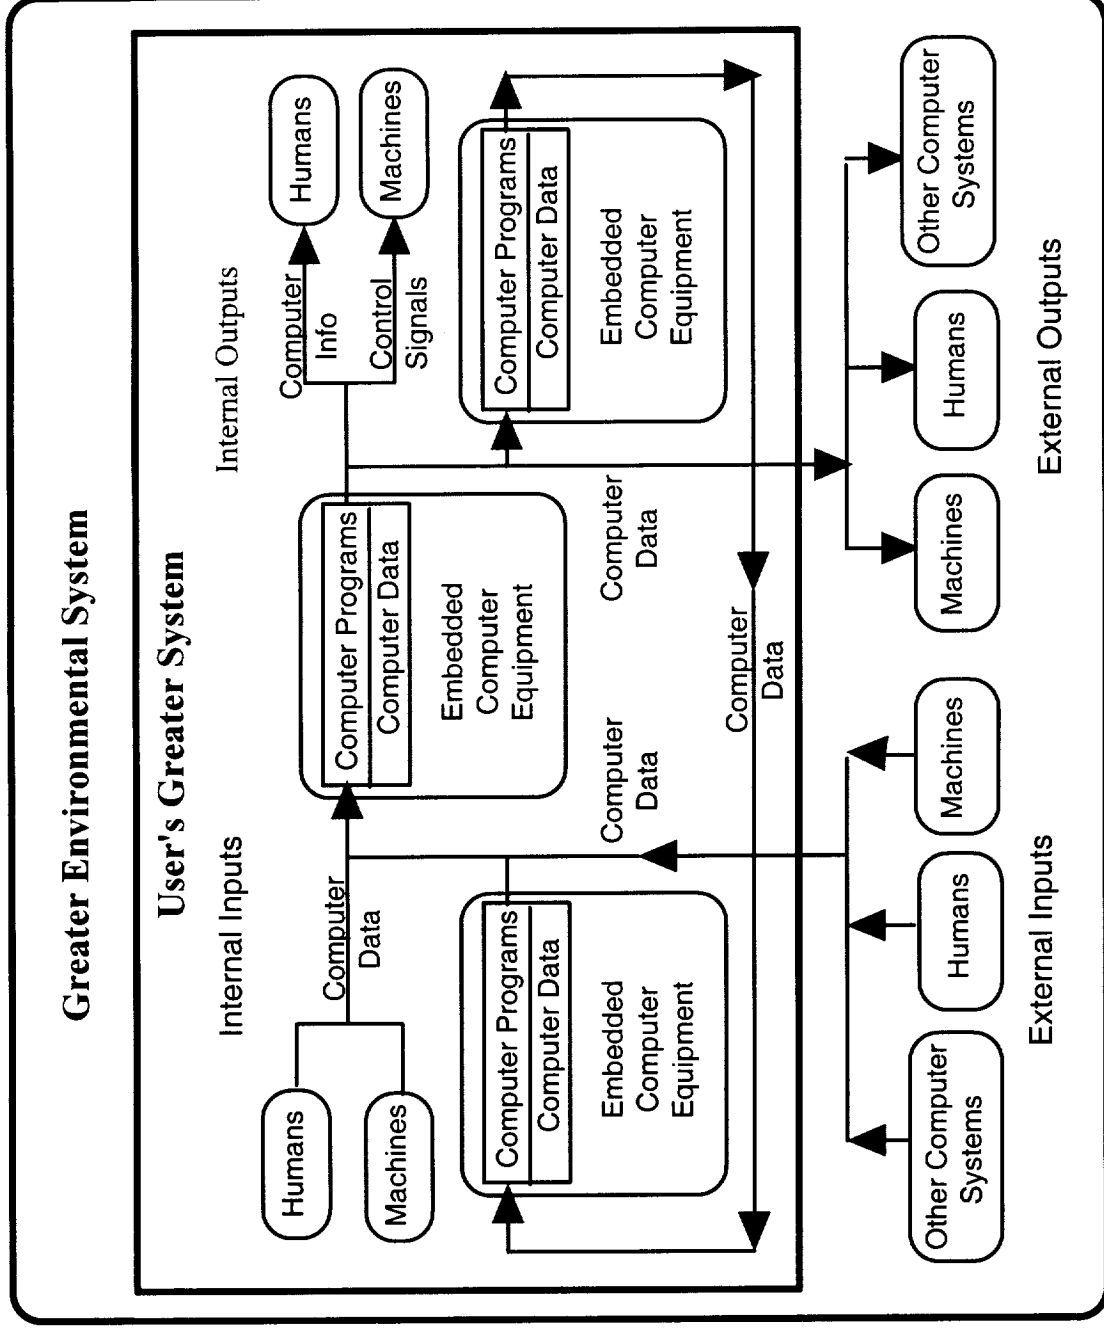 Greater Environmental System
User's Greater System
Internal Inputs
Internal Outputs
Humans
Machines
Computer
Data
Computer Programs
Computer Data
Embedded
Computer
Equipment
Computer
Info
Control
Signals
Humans
Machines
Computer Programs
Computer Data
Embedded
Computer
Equipment
Computer
Data
Computer
Data
Computer Programs
Computer Data
Embedded
Computer
Equipment
Computer
Data
Other Computer
Systems
Humans
Machines
Machines
Humans
Other Computer
Systems
External Inputs
External Outputs